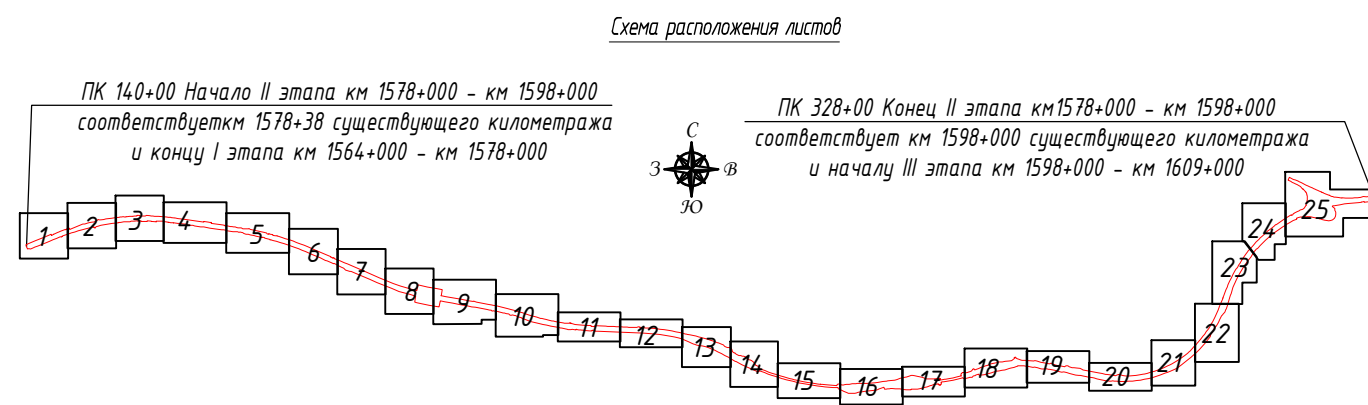 Схема расположения листов
ПК 140+00 Начало II этапа км 1578+000 - км 1598+000
соответствуеткм 1578+38 существующего километража
и концу I этапа км 1564+000 - км 1578+000
ПК 328+00 Конец II этапа км1578+000 - км 1598+000
соответствует км 1598+000 существующего километража
и началу III этапа км 1598+000 - км 1609+000
С
З
В
Ю
1
2
3
4
5
6
7
8
9
10
11
12
13
14
15
16
17
18
19
20
21
22
23
24
25